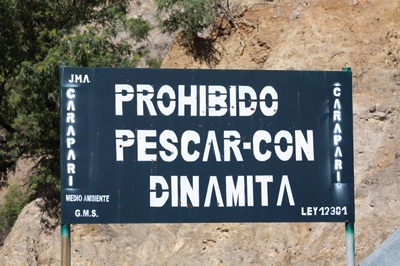 JMA
CARAPARI
PROHIBIDO
PESCAR-CON
DINAMITA
CARAPARI
MEDIO AMBIENTE
G.M.S.
LEY 12301